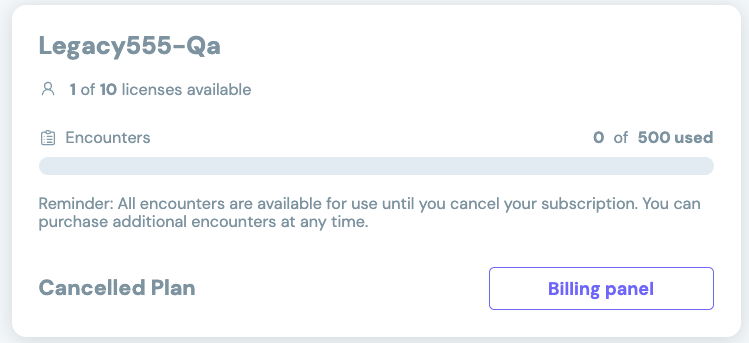 Legacy555-Qa
1 of 10 licenses available
Encounters 0 of 500 used
Reminder: All encounters are available for use until you cancel your subscription. You can
purchase additional encounters at any time.
Cancelled Plan Billing panel